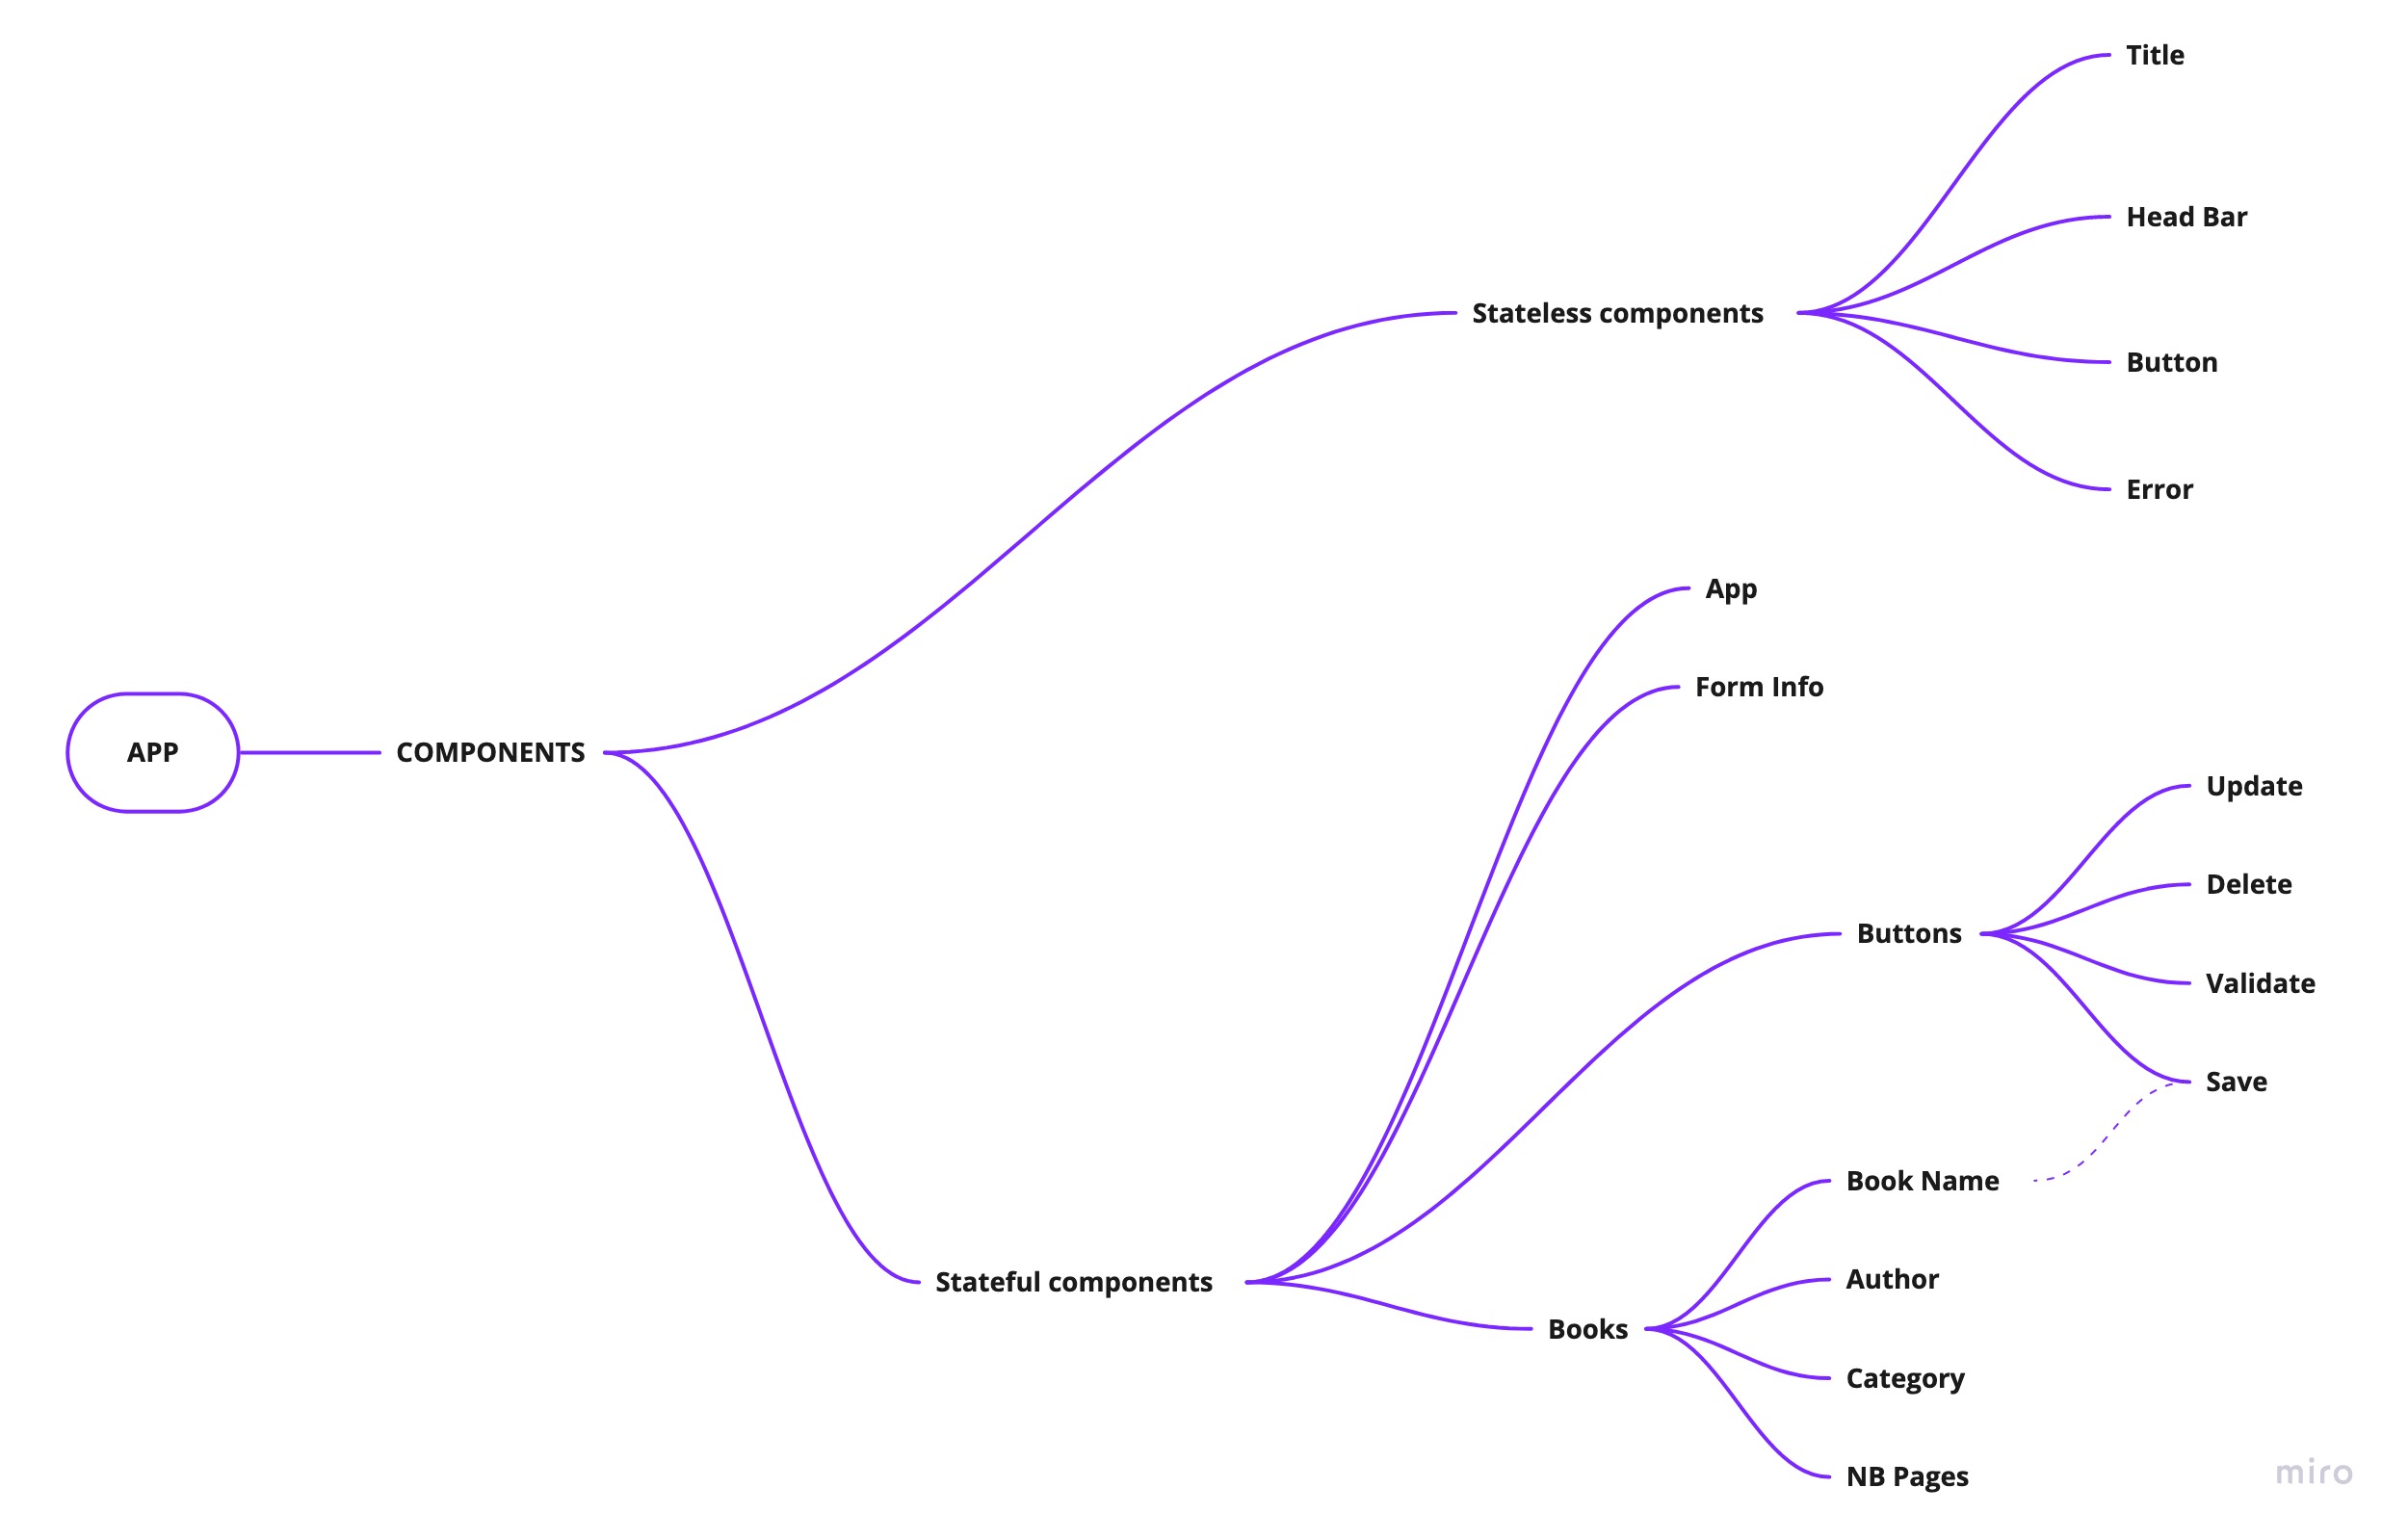 Title
Head Bar
Stateless components
Button
Error
App
Form Info
APP
COMPONENTS
Update
Delete
Buttons
Validate
Save
Book Name
Author
Stateful components
Books
Category
NB Pages
miro